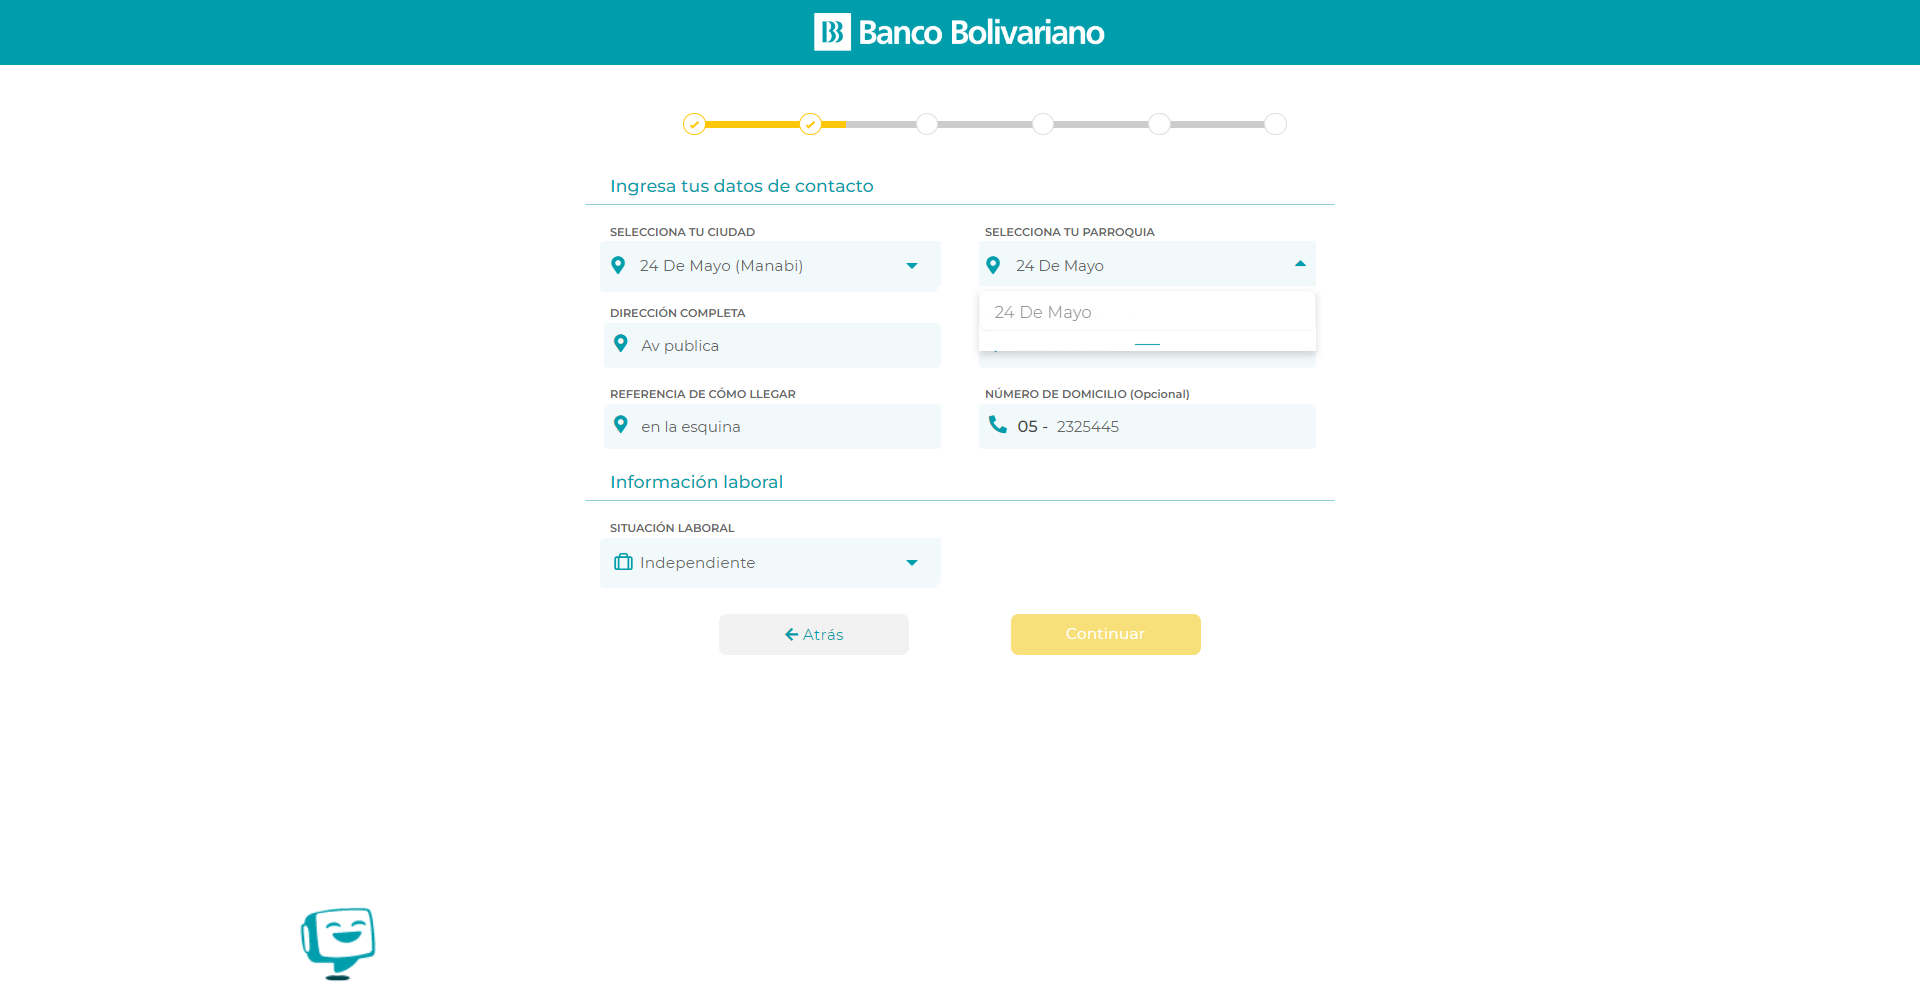 Banco Bolivariano
Ingresa tus datos de contacto
SELECCIONA TU CIUDAD
24 De Mayo (Manabi)
SELECCIONA TU PARROQUIA
24 De Mayo
24 De Mayo
DIRECCIÓN COMPLETA
Av publica
REFERENCIA DE CÓMO LLEGAR
en la esquina
NÚMERO DE DOMICILIO (Opcional)
05 - 2325445
Información laboral
SITUACIÓN LABORAL
Independiente
Atrás
Continuar